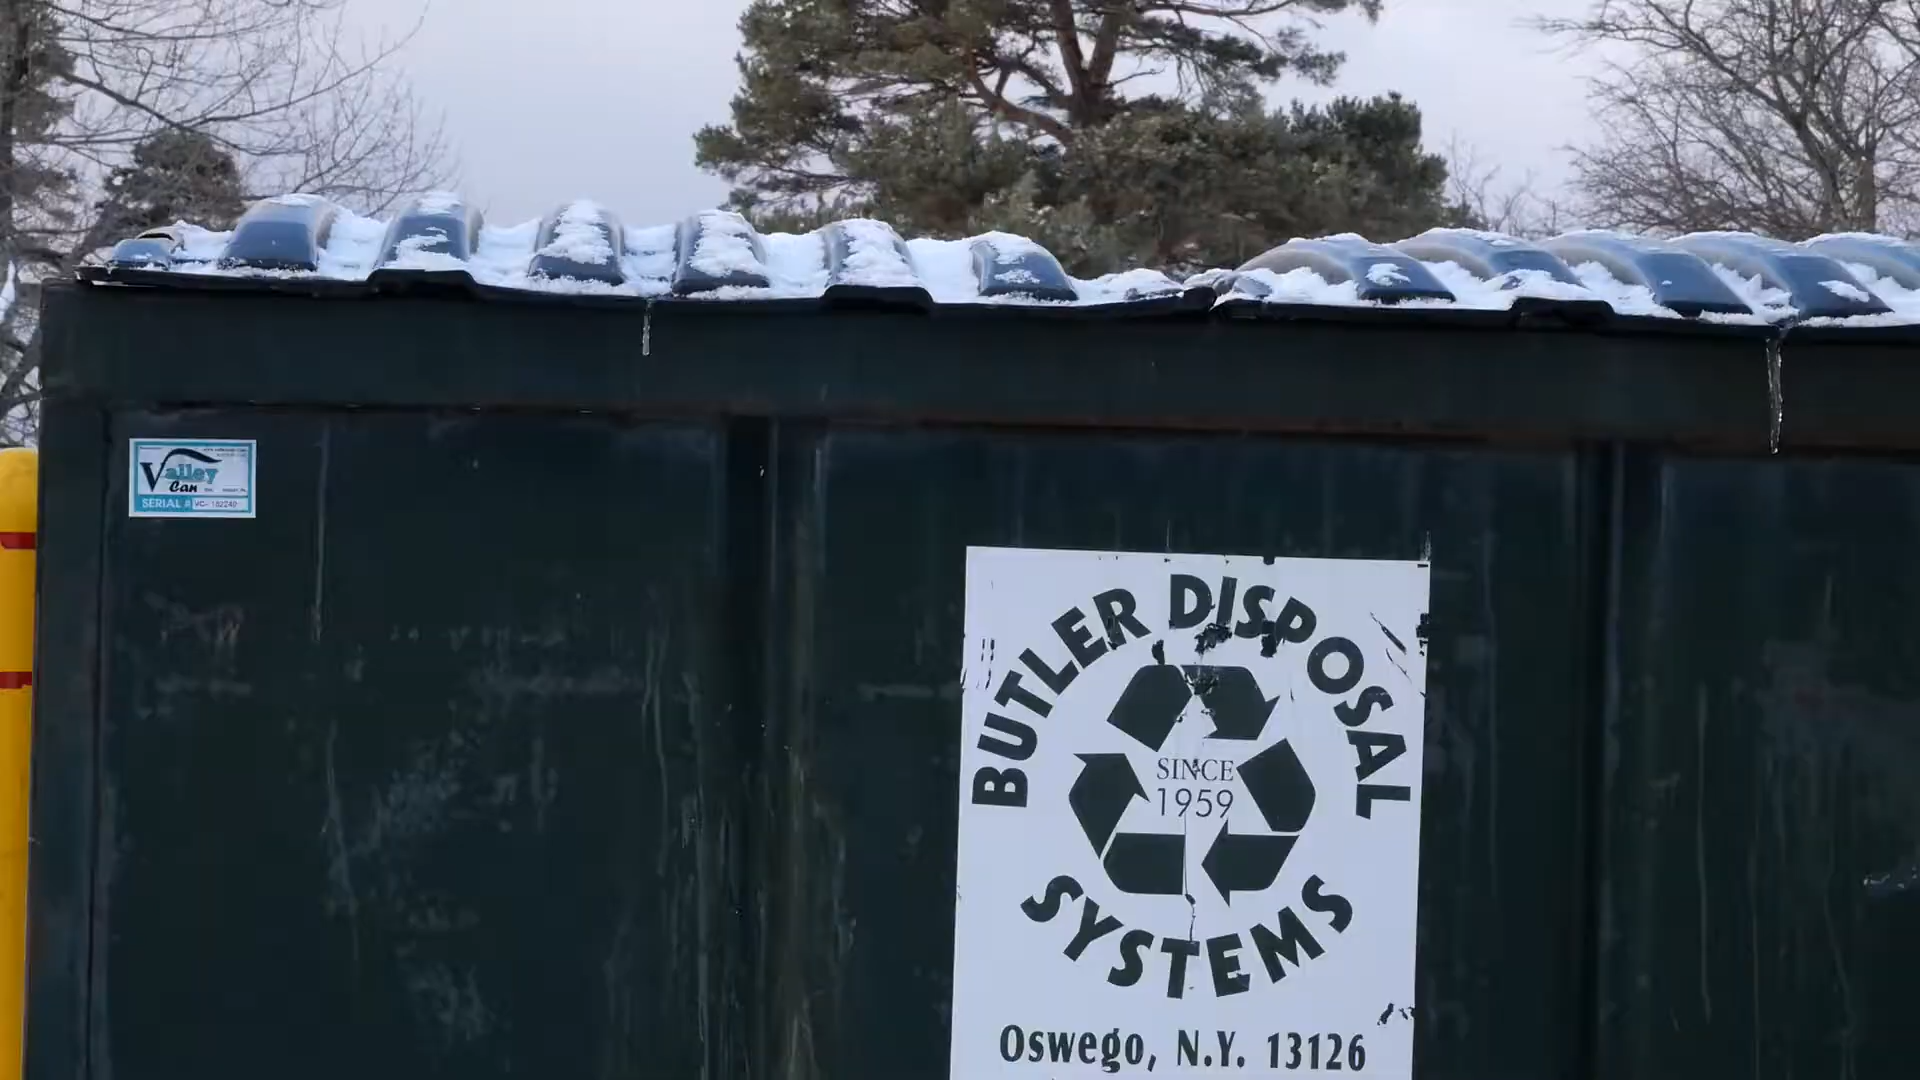 Valley
Can
SERIAL #
BUTLER DISPOSAL
SINCE
1959
SYSTEMS
Oswego, N.Y. 13126